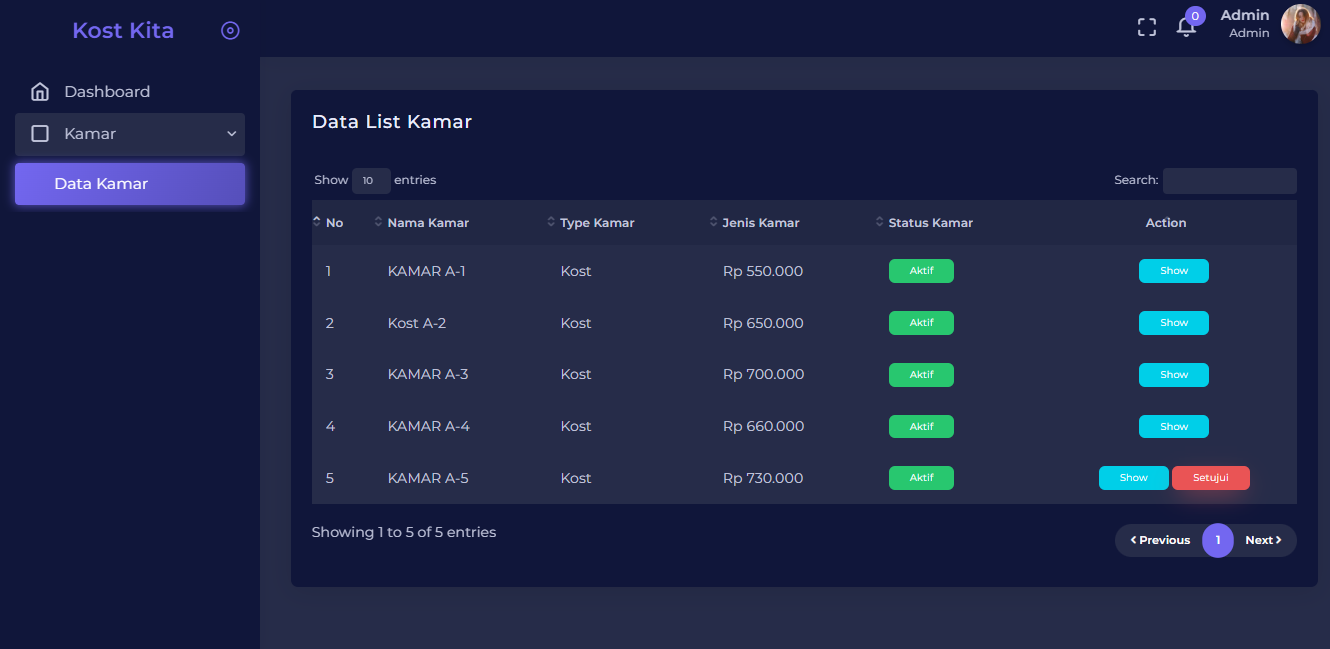 Kost Kita
0
Admin
Admin
Dashboard
Kamar
Data Kamar
Data List Kamar
Show 10 entries
Search:
No Nama Kamar Type Kamar Jenis Kamar Status Kamar Action
1 KAMAR A-1 Kost Rp 550.000 Aktif Show
2 Kost A-2 Kost Rp 650.000 Aktif Show
3 KAMAR A-3 Kost Rp 700.000 Aktif Show
4 KAMAR A-4 Kost Rp 660.000 Aktif Show
5 KAMAR A-5 Kost Rp 730.000 Aktif Show Setujui
Showing 1 to 5 of 5 entries
Previous 1 Next